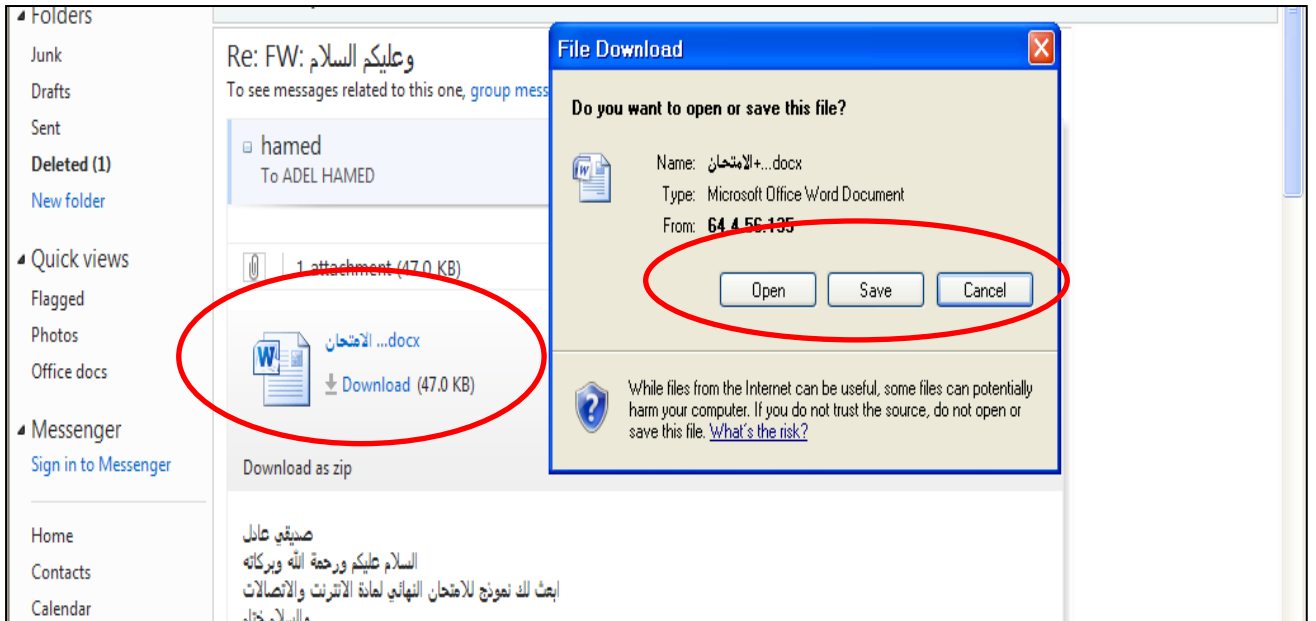 Folders
Junk
Drafts
Sent
Deleted (1)
New folder
Quick views
Flagged
Photos
Office docs
Messenger
Sign in to Messenger
Home
Contacts
Calendar
Re: FW: وعليكم السلام
To see messages related to this one, group mess
hamed
To ADEL HAMED
1 attachment (47.0 KB)
الامتحان ...docx
Download (47.0 KB)
Download as zip
صديقي عادل
السلام عليكم ورحمة الله وبركاته
ابعث لك نموذج للامتحان النهائي لمادة الانترنت والاتصالات
File Download
Do you want to open or save this file?
Name: الامتحان+...docx
Type: Microsoft Office Word Document
From: 64.4.56.135
Open Save Cancel
While files from the Internet can be useful, some files can potentially
harm your computer. If you do not trust the source, do not open or
save this file. What's the risk?